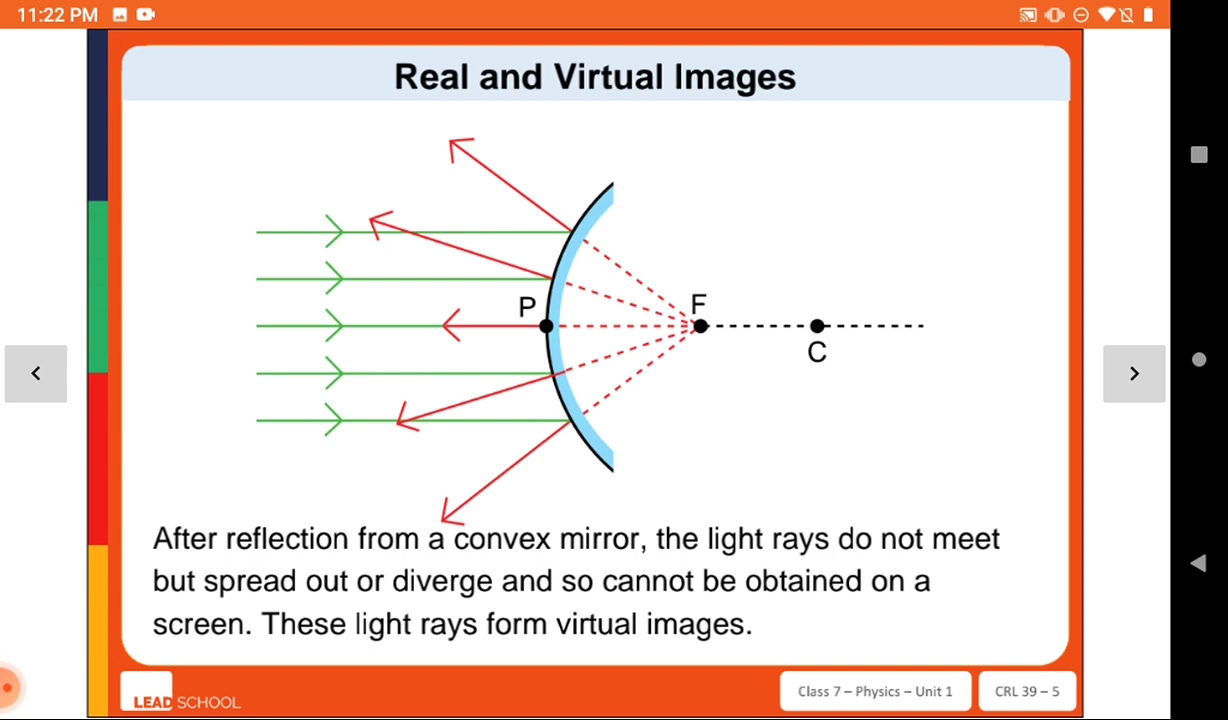 11:22 PM
Real and Virtual Images
P
F
C
After reflection from a convex mirror, the light rays do not meet
but spread out or diverge and so cannot be obtained on a
screen. These light rays form virtual images.
LEAD SCHOOL
Class 7 – Physics – Unit 1
CRL 39 – 5